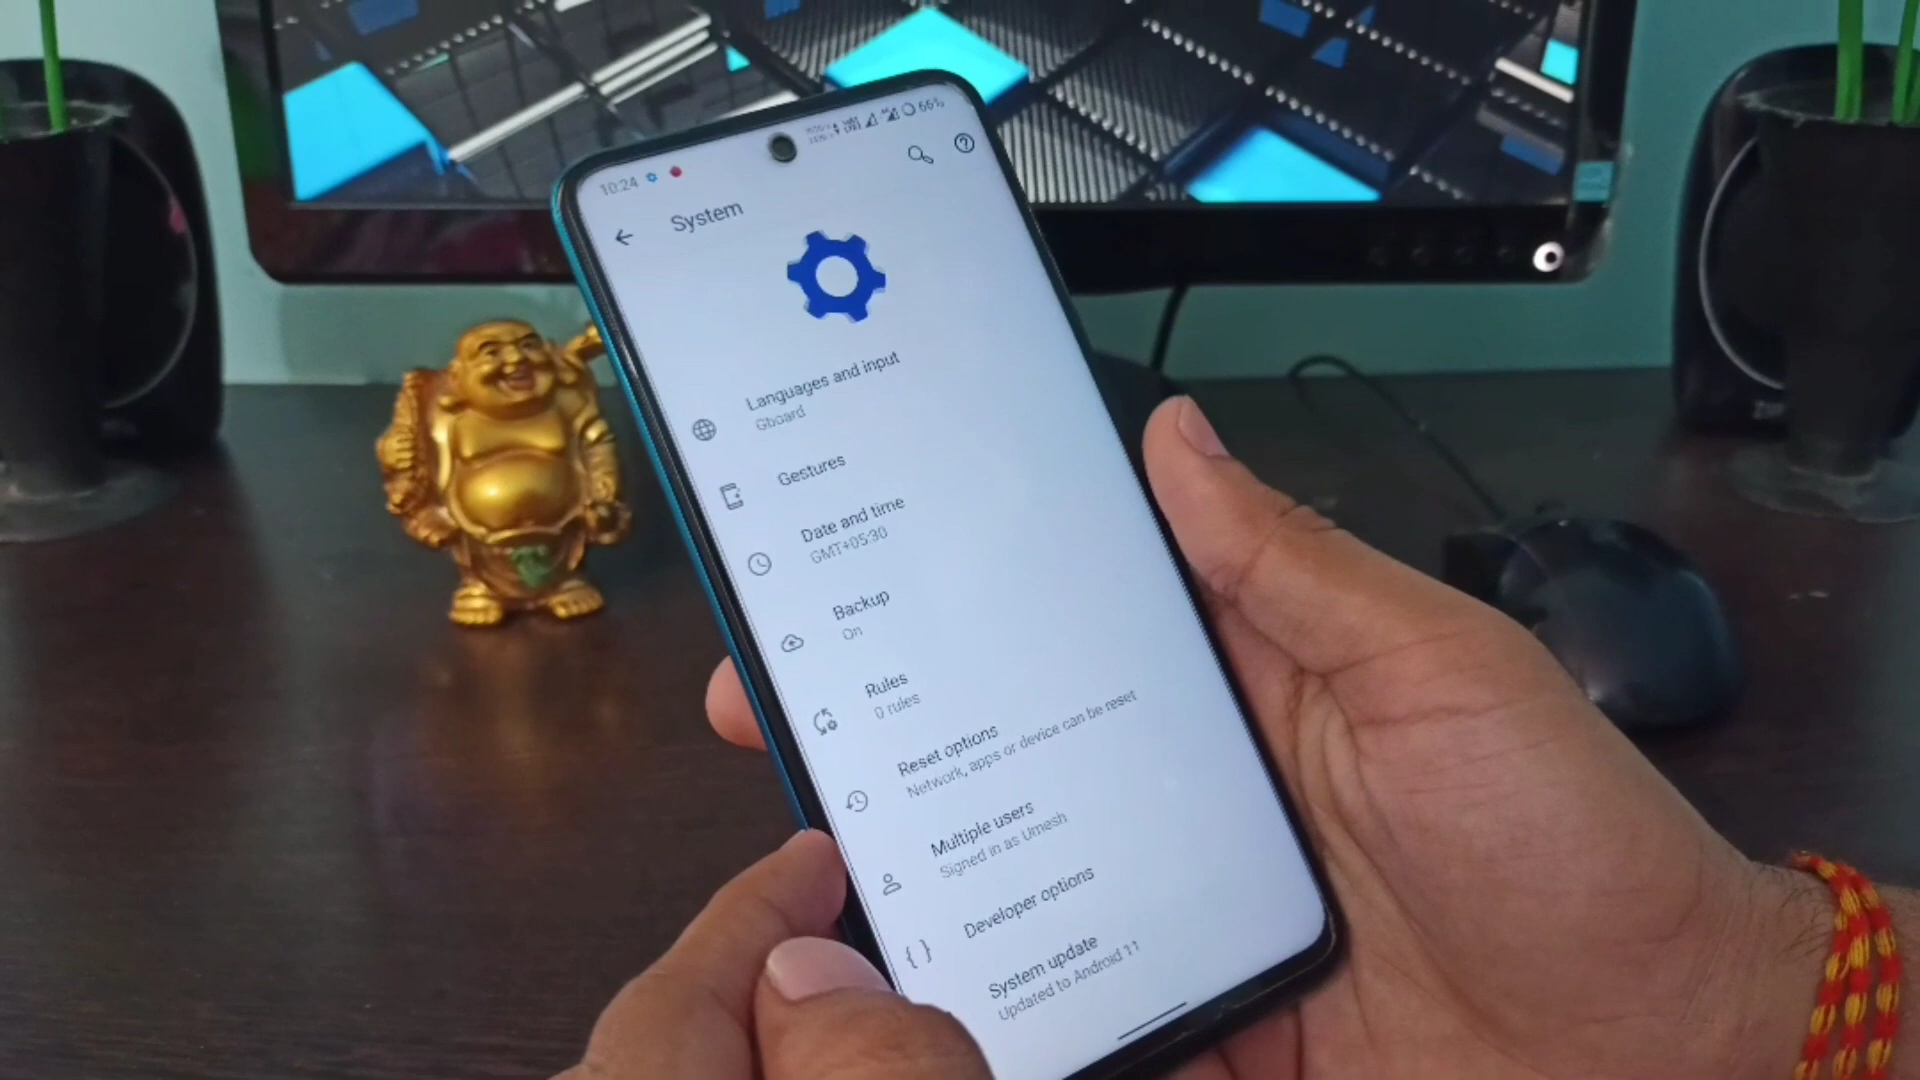 10:24
66%
System
Languages and input
Gboard
Gestures
Date and time
GMT+05:30
Backup
On
Rules
0 rules
Reset options
Network, apps or device can be reset
Multiple users
Signed in as Umesh
{ }
Developer options
System update
Updated to Android 11